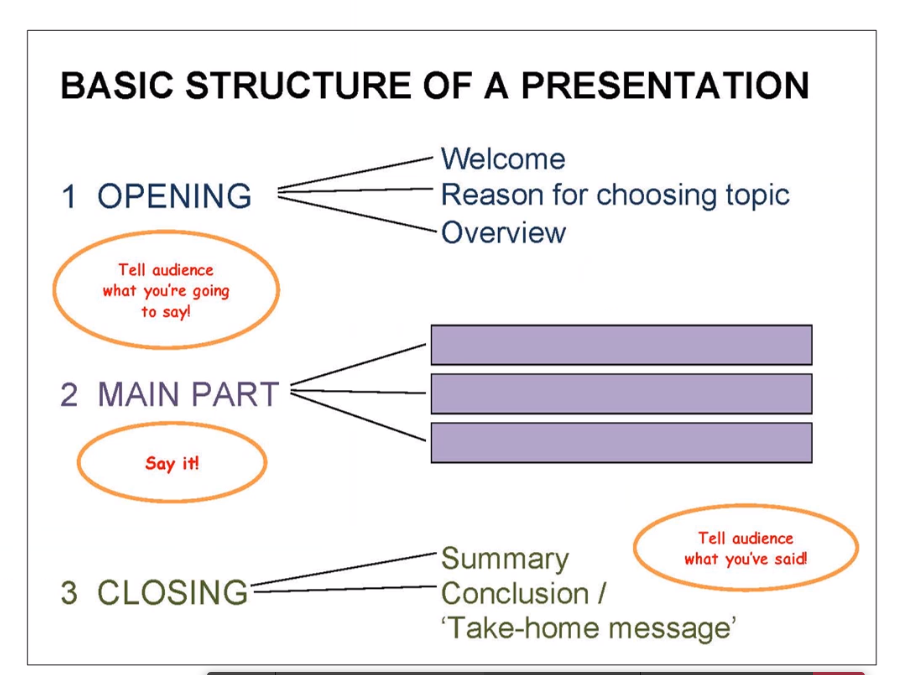 BASIC STRUCTURE OF A PRESENTATION
1 OPENING
Welcome
Reason for choosing topic
Overview
Tell audience
what you're going
to say!
2 MAIN PART
Say it!
3 CLOSING
Summary
Conclusion /
‘Take-home message’
Tell audience
what you've said!